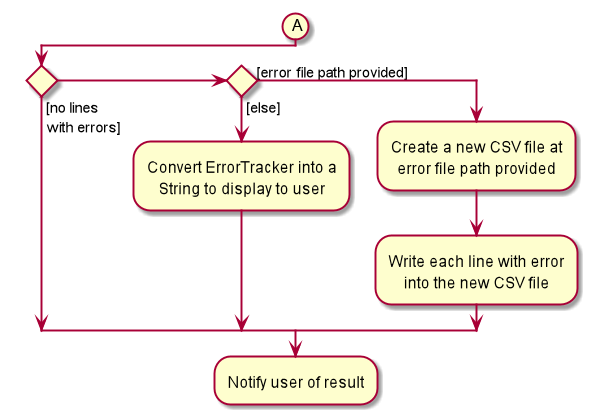 A
[error file path provided]
[no lines
with errors]
[else]
Create a new CSV file at
error file path provided
Convert ErrorTracker into a
String to display to user
Write each line with error
into the new CSV file
Notify user of result